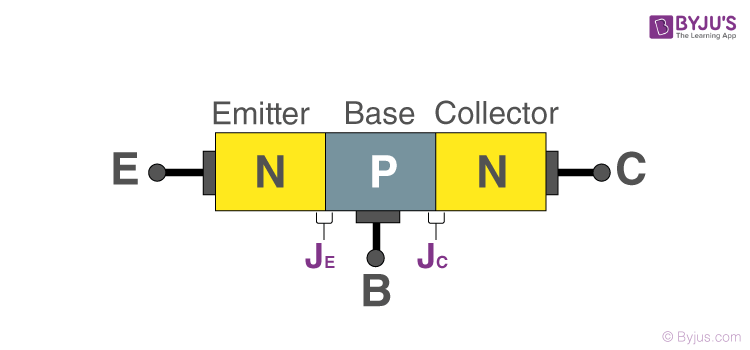 BYJU'S
The Learning App
Emitter Base Collector
E N P N C
JE JC
B
© Byjus.com